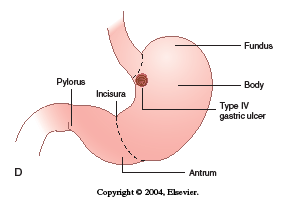 Fundus
Pylorus
Body
Incisura
Type IV
gastric ulcer
Antrum
D
Copyright © 2004, Elsevier.